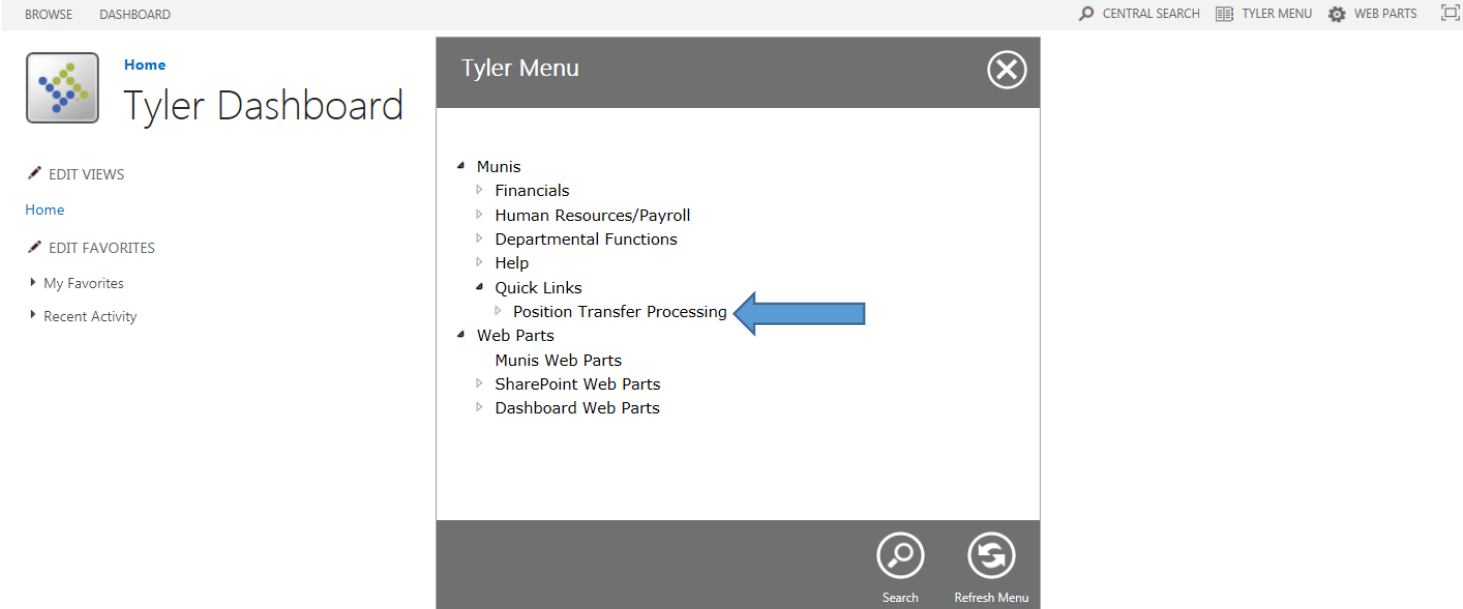 BROWSE DASHBOARD CENTRAL SEARCH TYLER MENU WEB PARTS
Home
Tyler Dashboard
EDIT VIEWS
Home
EDIT FAVORITES
My Favorites
Recent Activity
Tyler Menu
Munis
Financials
Human Resources/Payroll
Departmental Functions
Help
Quick Links
Position Transfer Processing
Web Parts
Munis Web Parts
SharePoint Web Parts
Dashboard Web Parts
Search Refresh Menu